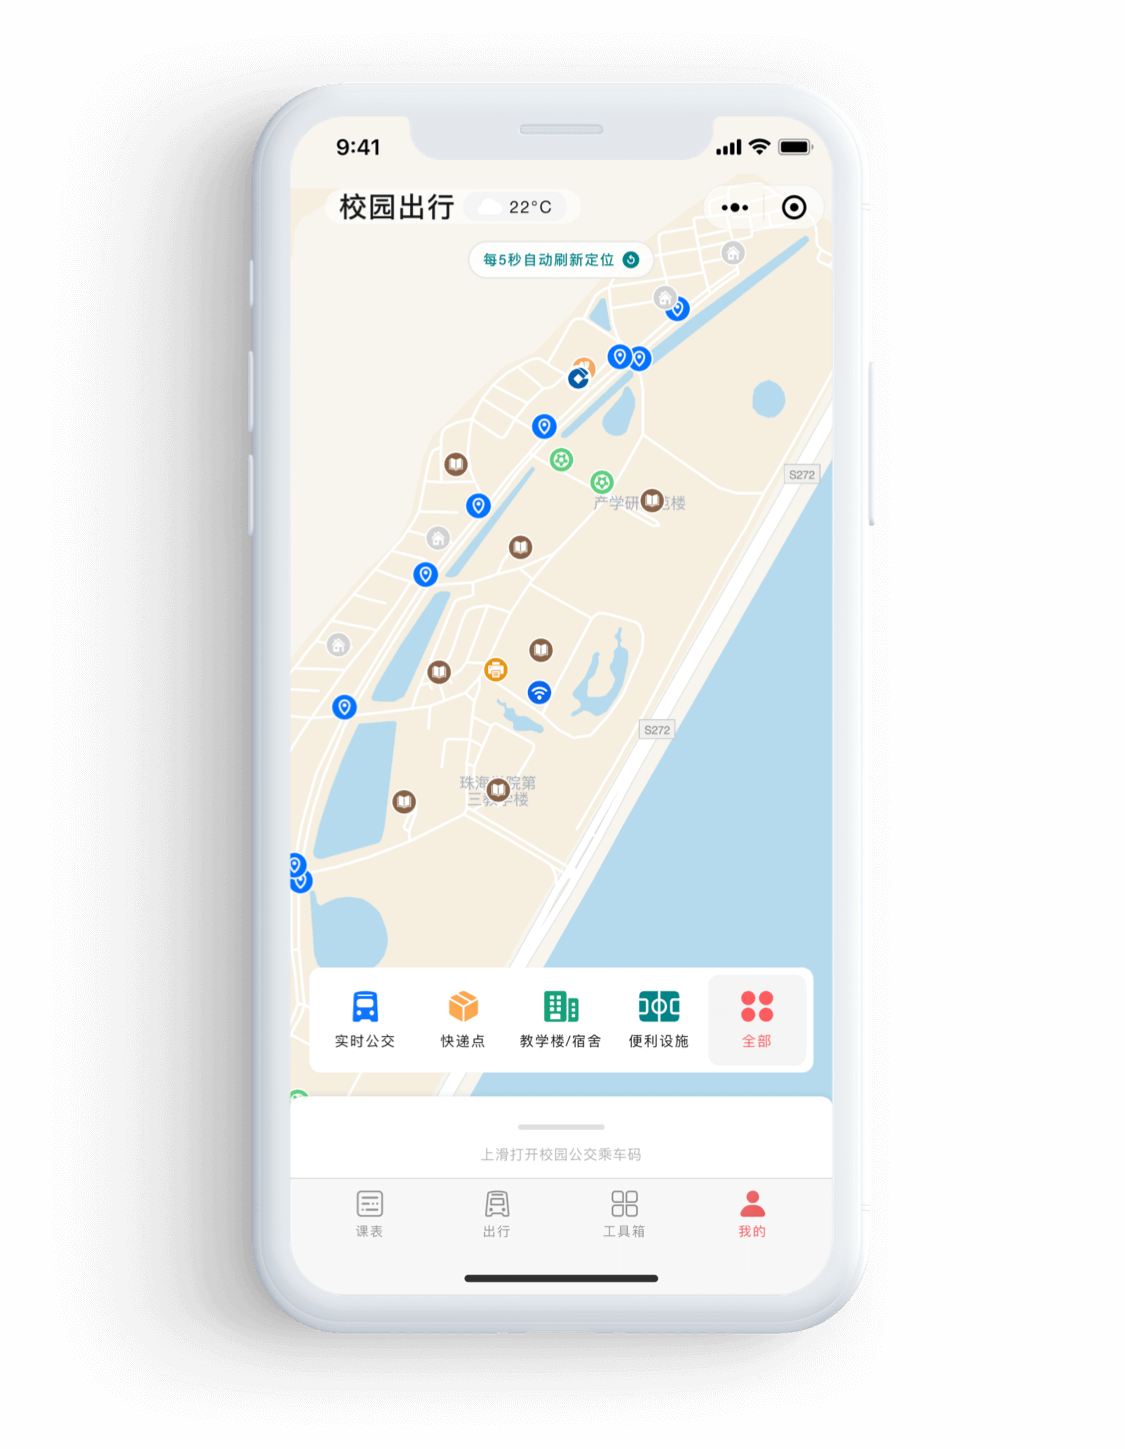 9:41
校园出行 22°C
每5秒自动刷新定位
S272
产学研 范楼
S272
珠海 院第
三教学楼
实时公交 快递点 教学楼/宿舍 便利设施 全部
上滑打开校园公交乘车码
课表 出行 工具箱 我的